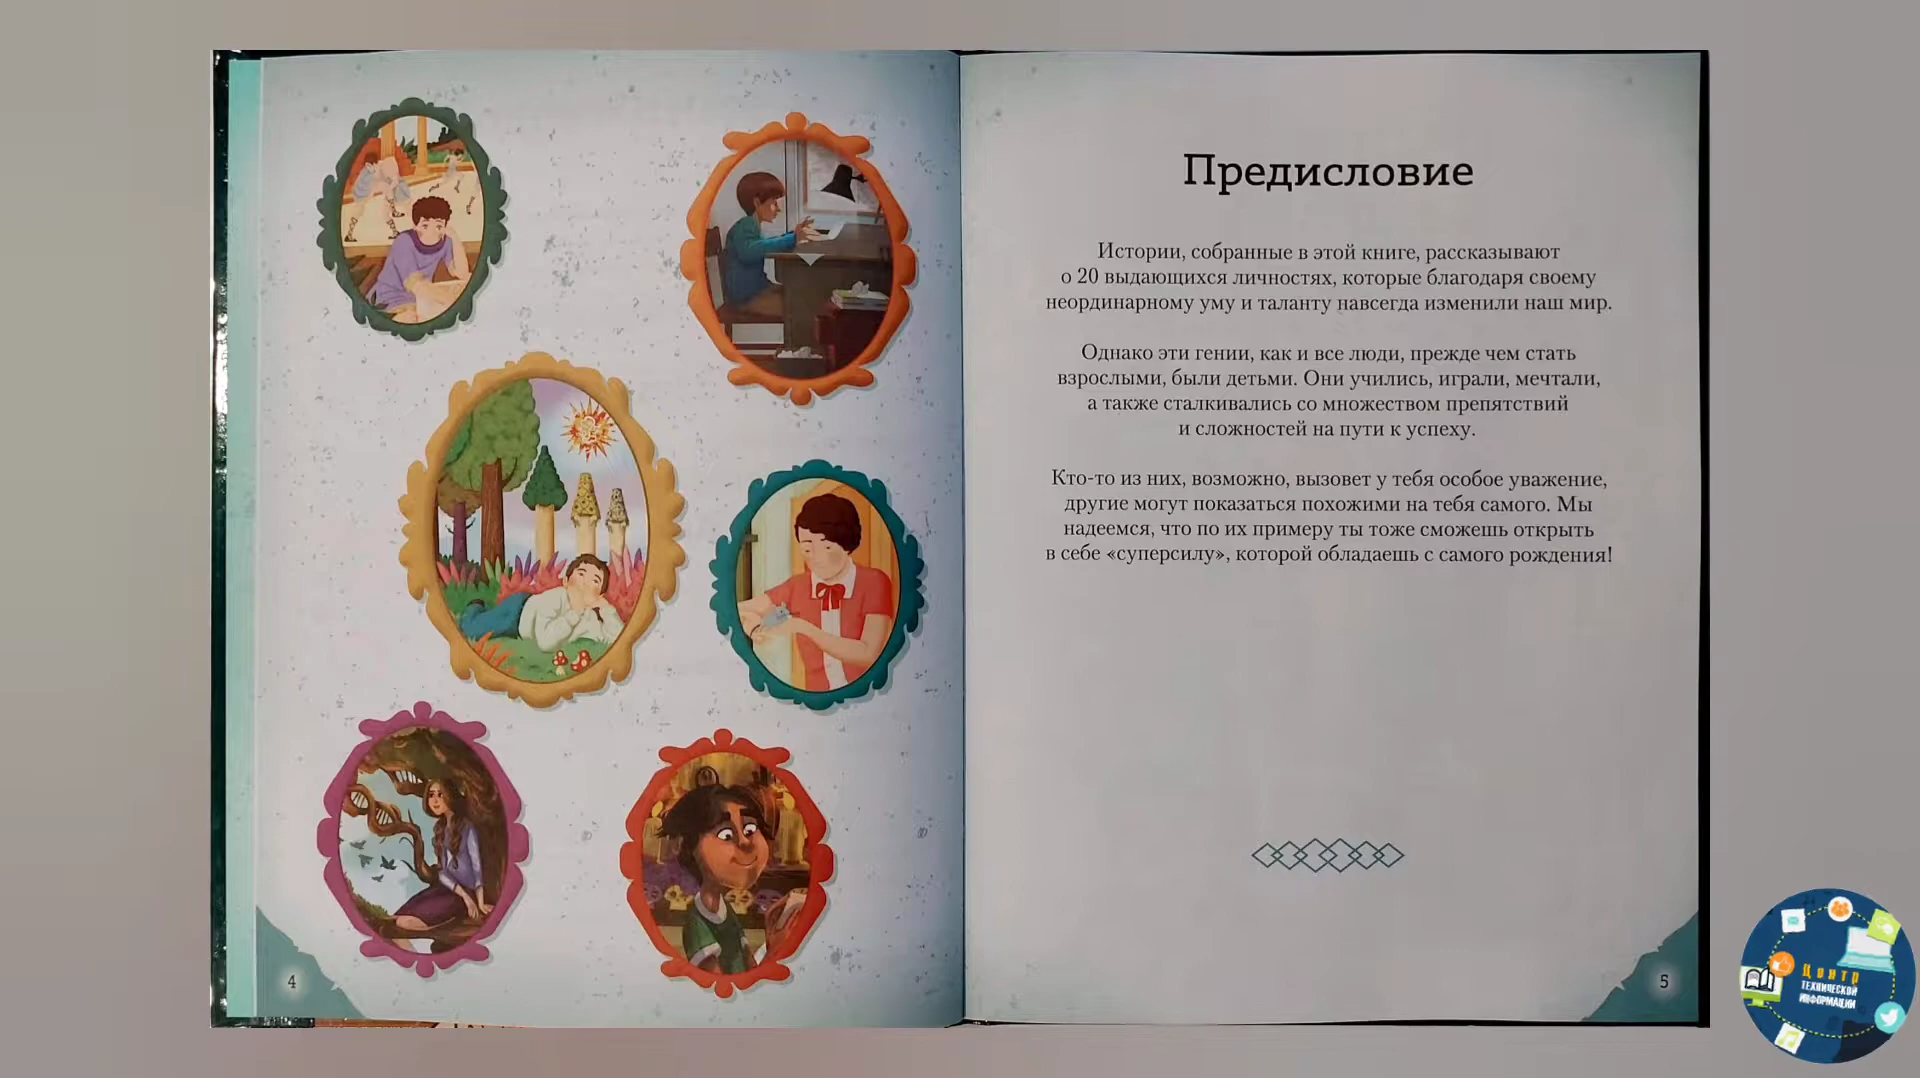 Предисловие
Истории, собранные в этой книге, рассказывают
о 20 выдающихся личностях, которые благодаря своему
неординарному уму и таланту навсегда изменили наш мир.
Однако эти гении, как и все люди, прежде чем стать
взрослыми, были детьми. Они учились, играли, мечтали,
а также сталкивались со множеством препятствий
и сложностей на пути к успеху.
Кто-то из них, возможно, вызовет у тебя особое уважение,
другие могут показаться похожими на тебя самого. Мы
надеемся, что по их примеру ты тоже сможешь открыть
в себе «суперсилу», которой обладаешь с самого рождения!
4
5
Центр
ТЕХНИЧЕСКОЙ
ИНФОРМАЦИИ